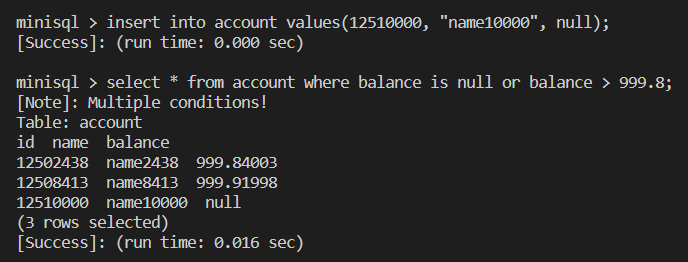 minisql > insert into account values(12510000, "name10000", null);
[Success]: (run time: 0.000 sec)
minisql > select * from account where balance is null or balance > 999.8;
[Note]: Multiple conditions!
Table: account
id  name  balance
12502438  name2438  999.84003
12508413  name8413  999.91998
12510000  name10000  null
(3 rows selected)
[Success]: (run time: 0.016 sec)